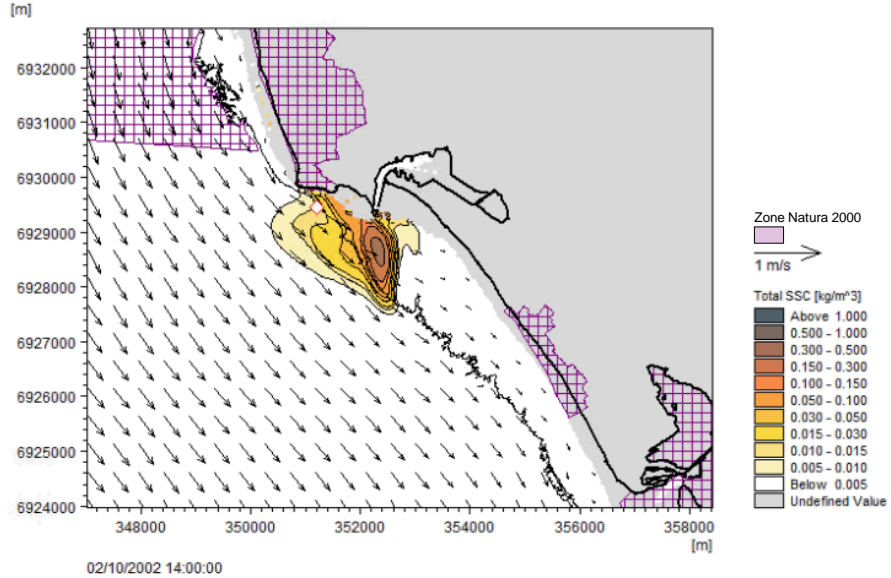 [m]
6932000
6931000
6930000
6929000
6928000
6927000
6926000
6925000
6924000
348000 350000 352000 354000 356000 358000
[m]
02/10/2002 14:00:00
Zone Natura 2000
1 m/s
Total SSC [kg/m^3]
Above 1.000
0.500 - 1.000
0.300 - 0.500
0.150 - 0.300
0.100 - 0.150
0.050 - 0.100
0.030 - 0.050
0.015 - 0.030
0.010 - 0.015
0.005 - 0.010
Below 0.005
Undefined Value